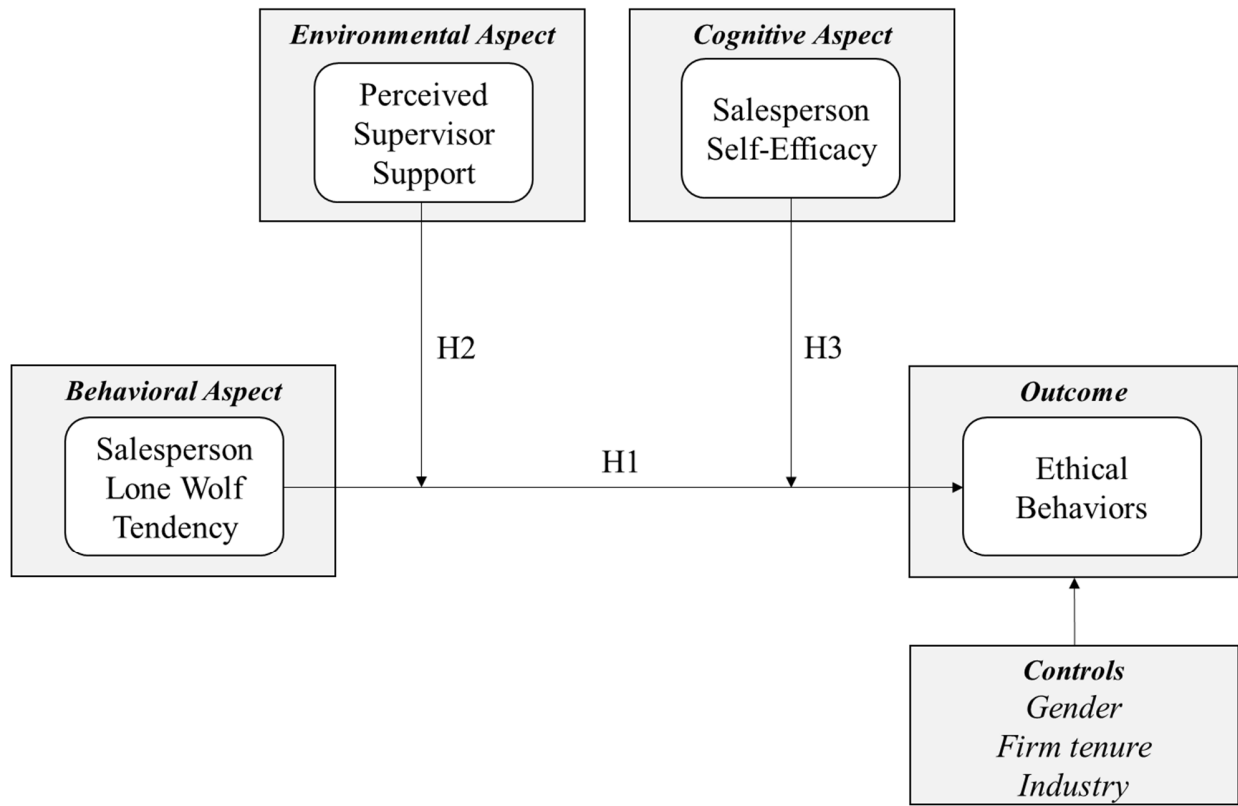 Environmental Aspect
Perceived
Supervisor
Support
Cognitive Aspect
Salesperson
Self-Efficacy
H2
H3
Behavioral Aspect
Salesperson
Lone Wolf
Tendency
H1
Outcome
Ethical
Behaviors
Controls
Gender
Firm tenure
Industry